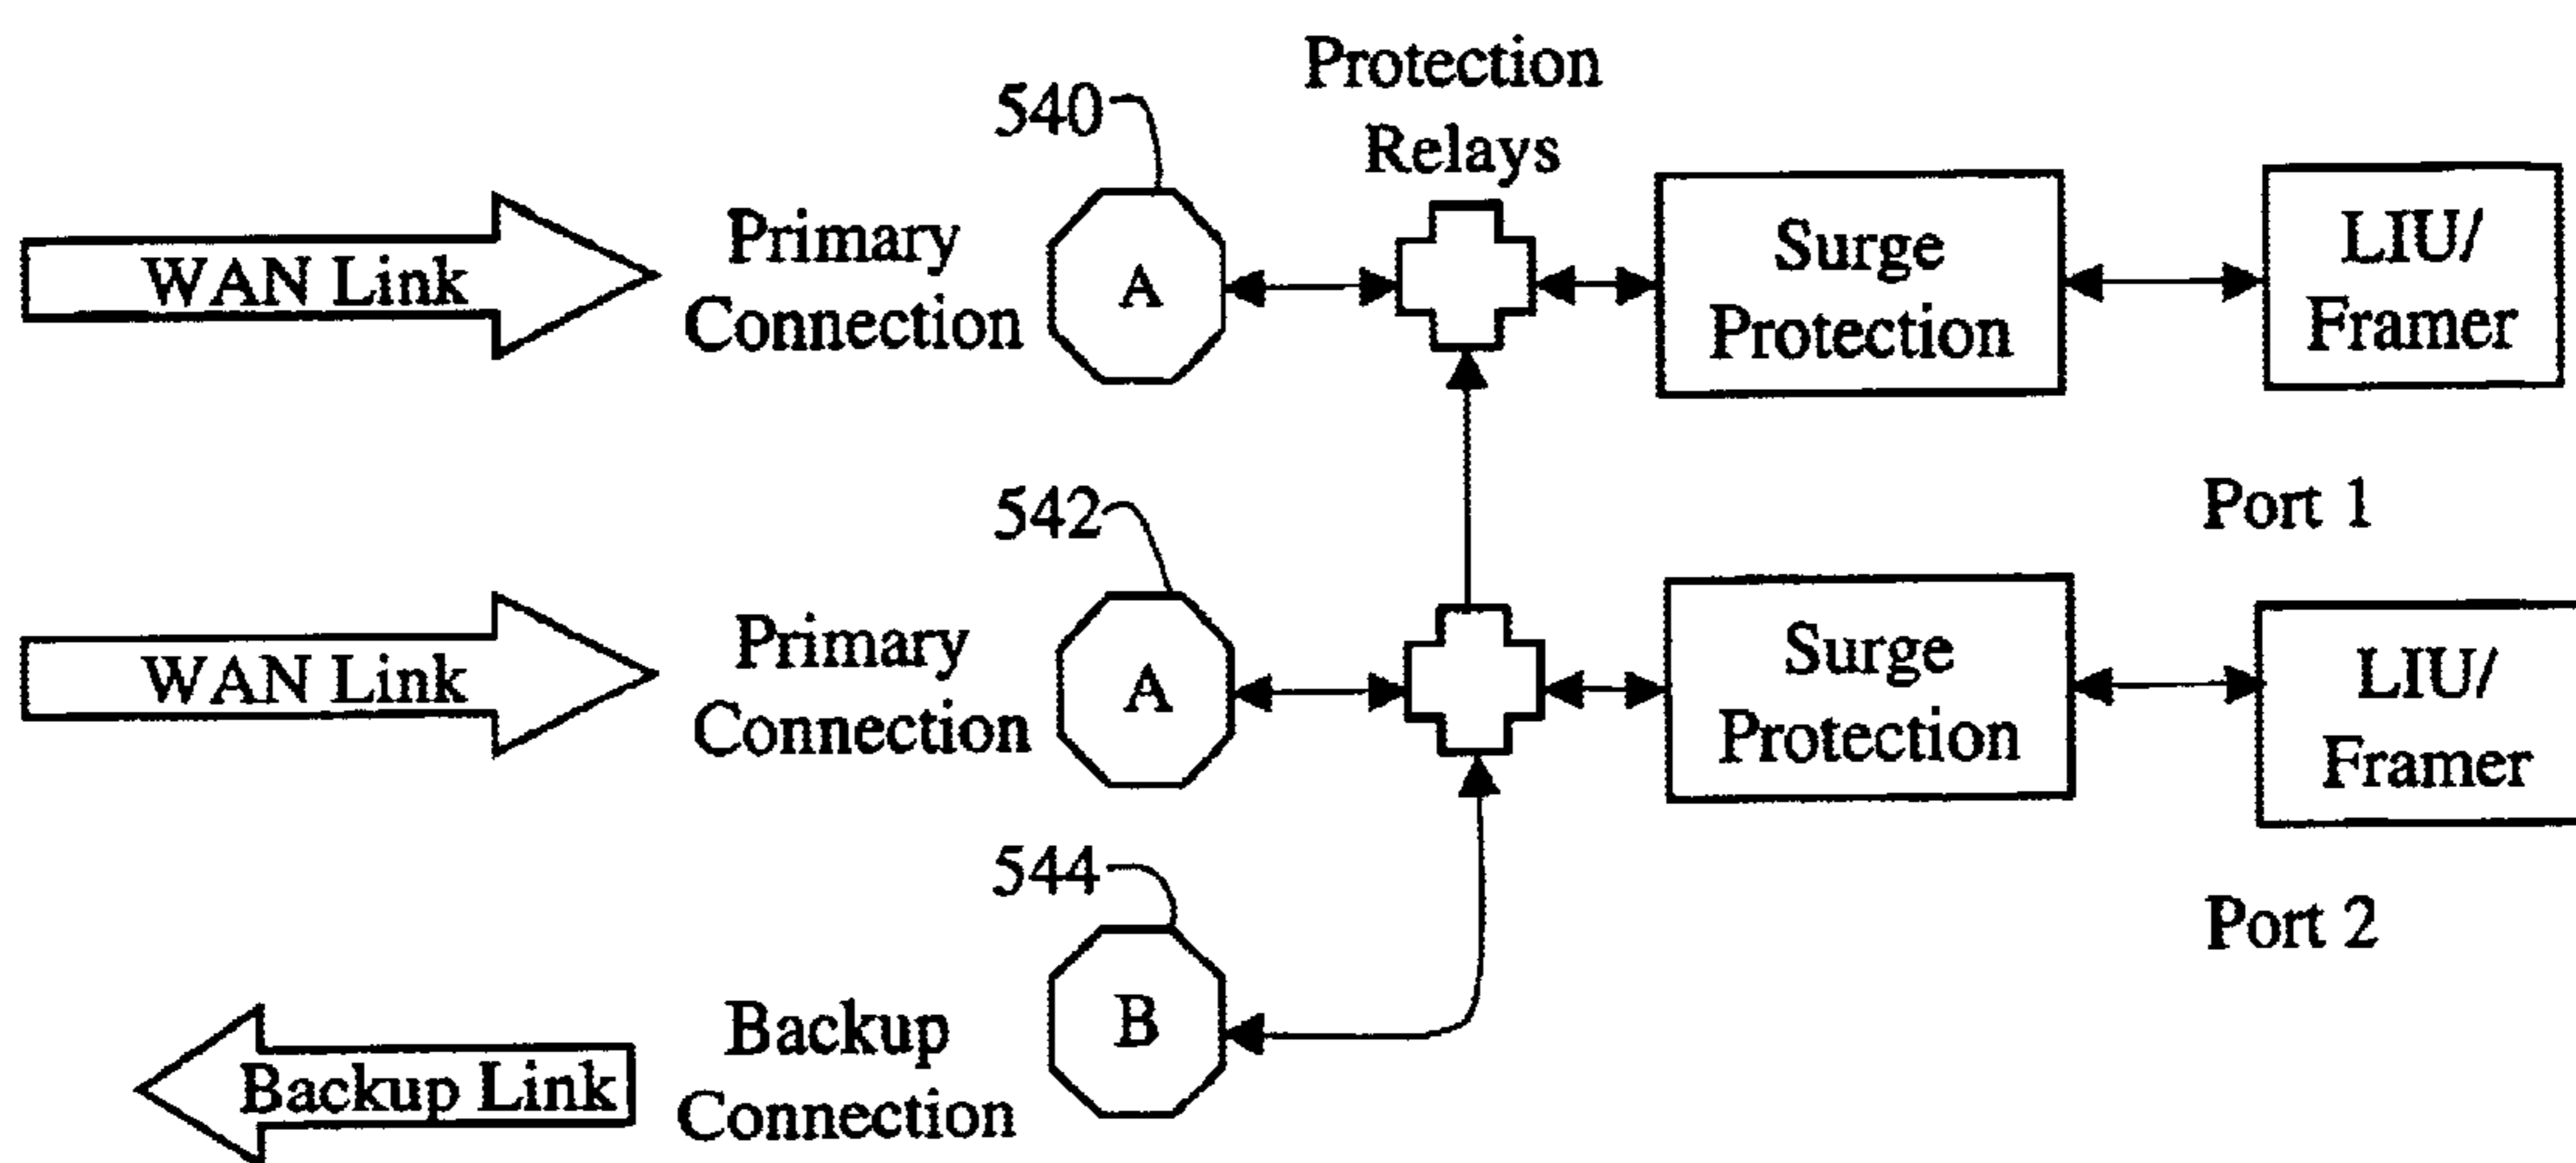 Protection
Relays
540
WAN Link
Primary
Connection
A
Surge
Protection
LIU/
Framer
Port 1
542
WAN Link
Primary
Connection
A
Surge
Protection
LIU/
Framer
Port 2
544
Backup Link
Backup
Connection
B